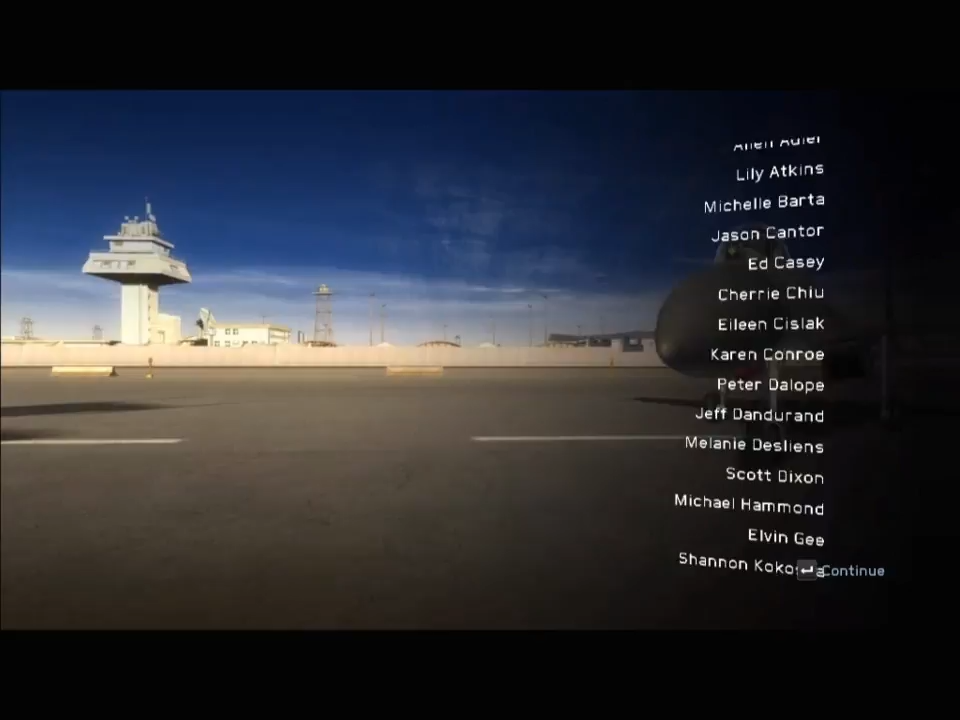 Lily Atkins
Michelle Barta
Jason Cantor
Ed Casey
Cherrie Chiu
Eileen Cislak
Karen Conroe
Peter Dalope
Jeff Dandurand
Melanie Desliens
Scott Dixon
Michael Hammond
Elvin Gee
Shannon
Continue